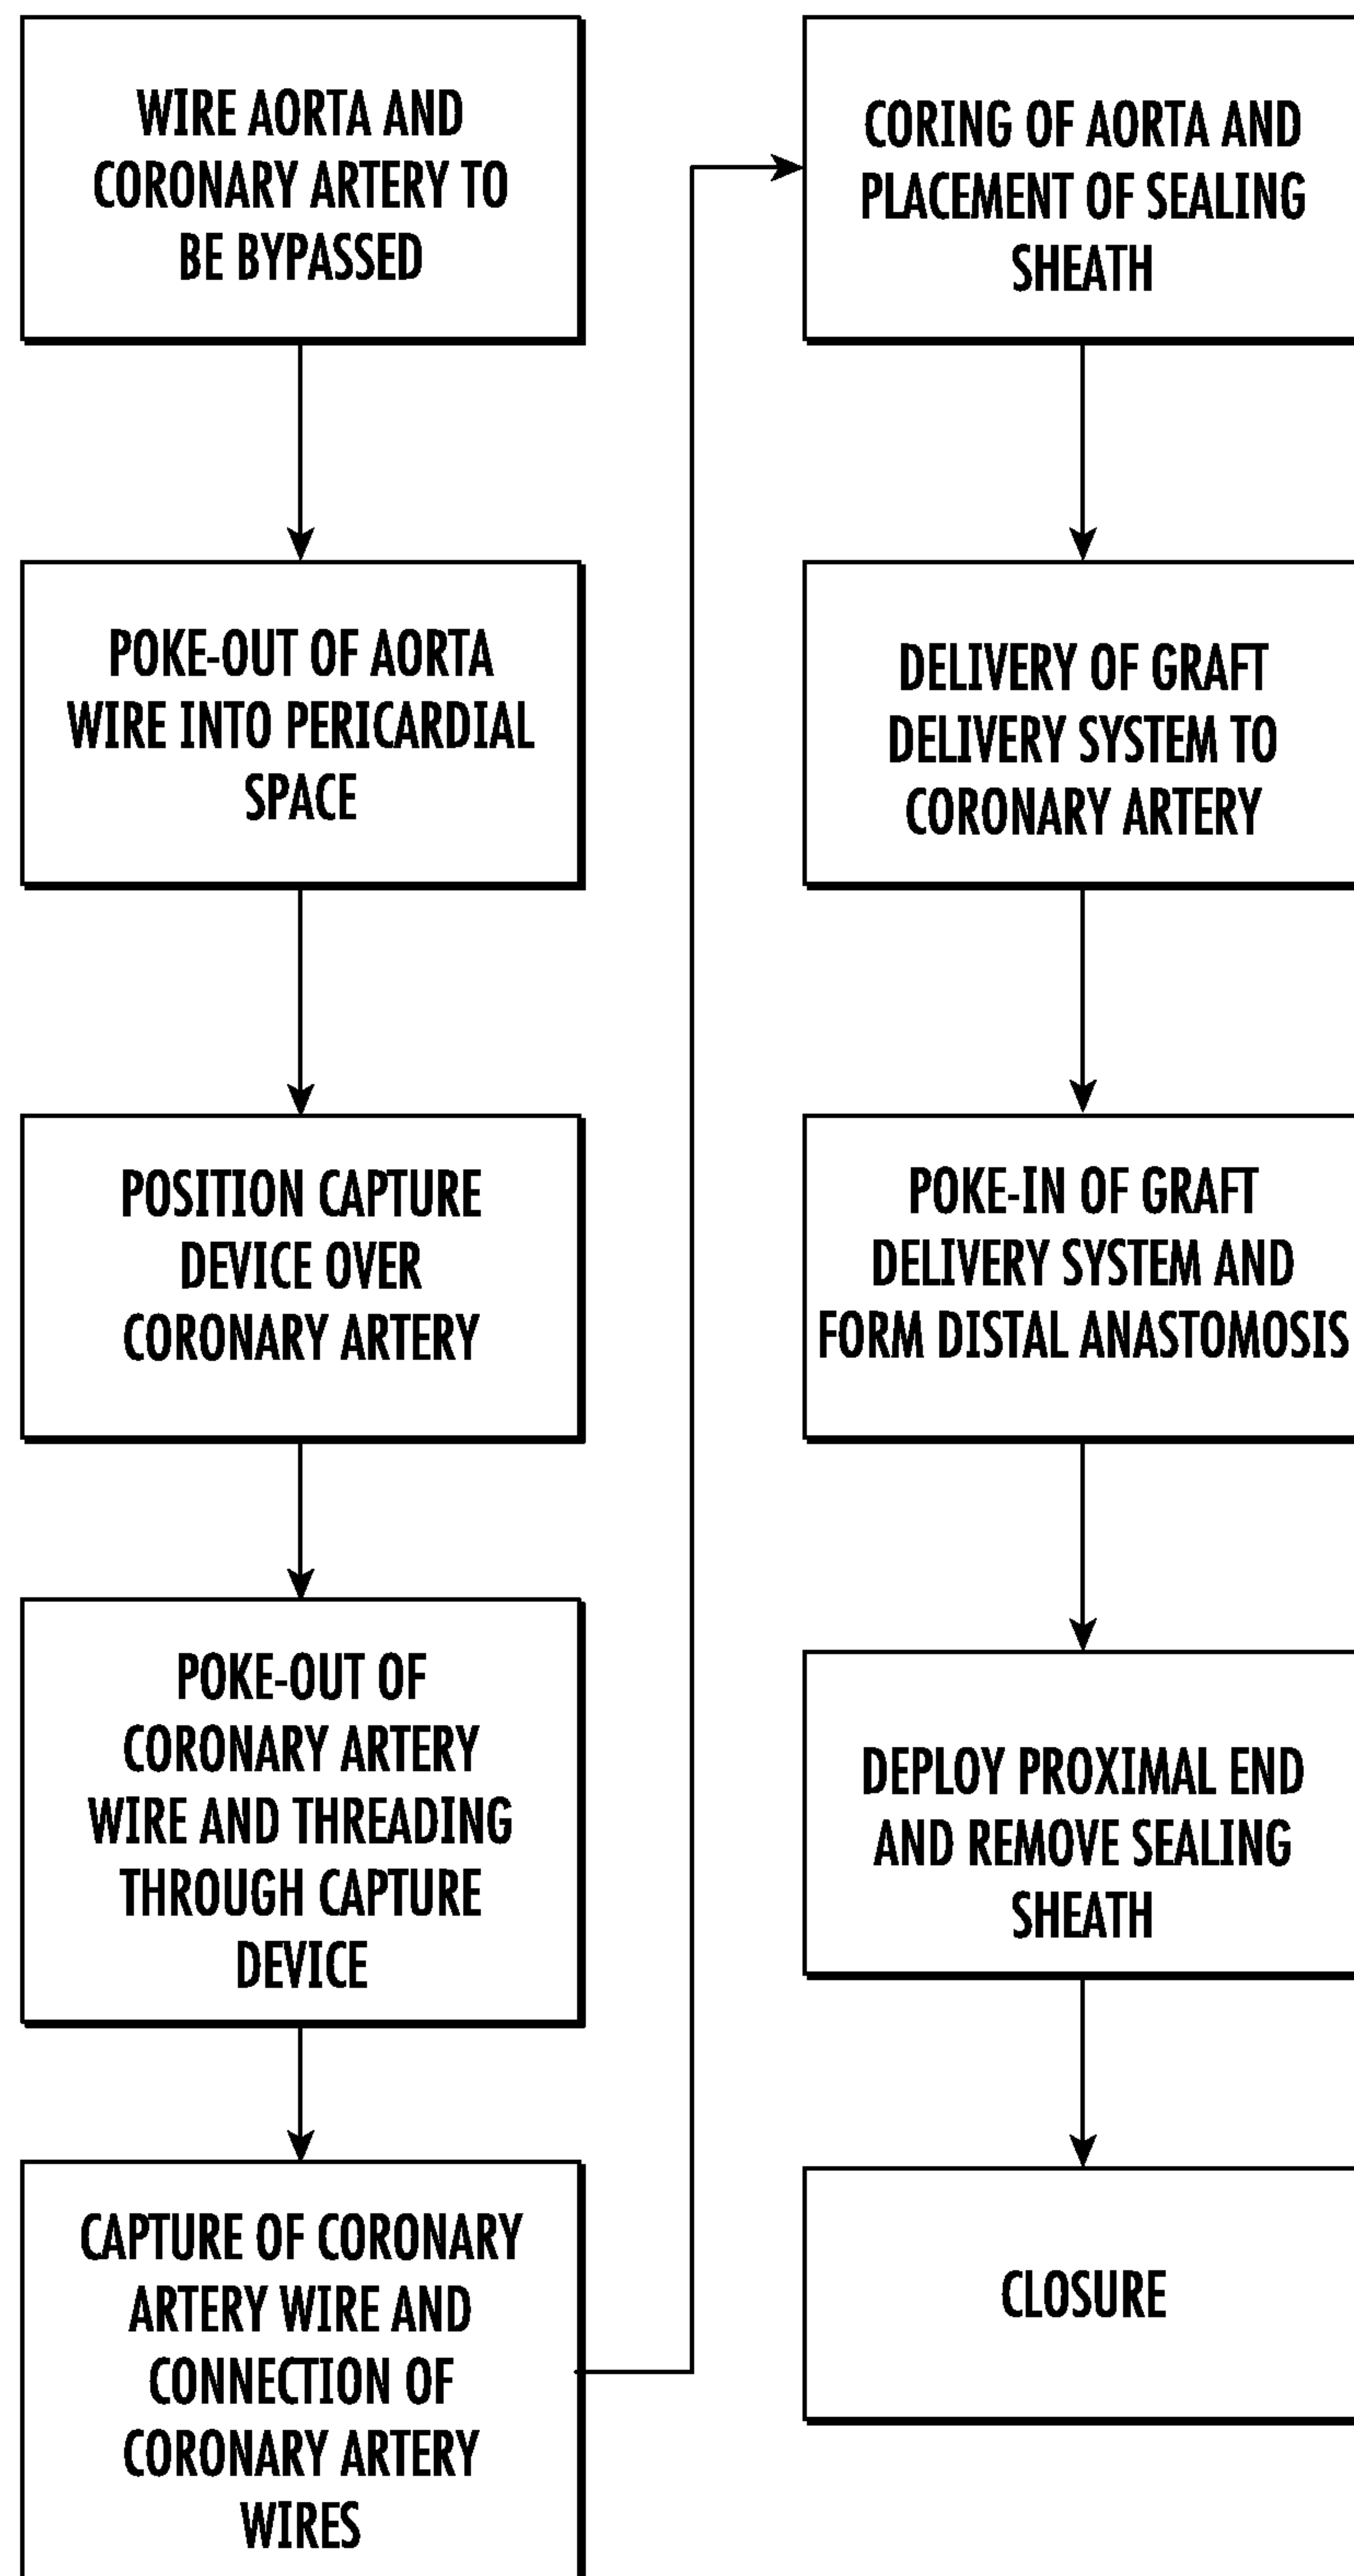 WIRE AORTA AND
CORONARY ARTERY TO
BE BYPASSED
POKE-OUT OF AORTA
WIRE INTO PERICARDIAL
SPACE
POSITION CAPTURE
DEVICE OVER
CORONARY ARTERY
POKE-OUT OF
CORONARY ARTERY
WIRE AND THREADING
THROUGH CAPTURE
DEVICE
CAPTURE OF CORONARY
ARTERY WIRE AND
CONNECTION OF
CORONARY ARTERY
WIRES
CORING OF AORTA AND
PLACEMENT OF SEALING
SHEATH
DELIVERY OF GRAFT
DELIVERY SYSTEM TO
CORONARY ARTERY
POKE-IN OF GRAFT
DELIVERY SYSTEM AND
FORM DISTAL ANASTOMOSIS
DEPLOY PROXIMAL END
AND REMOVE SEALING
SHEATH
CLOSURE